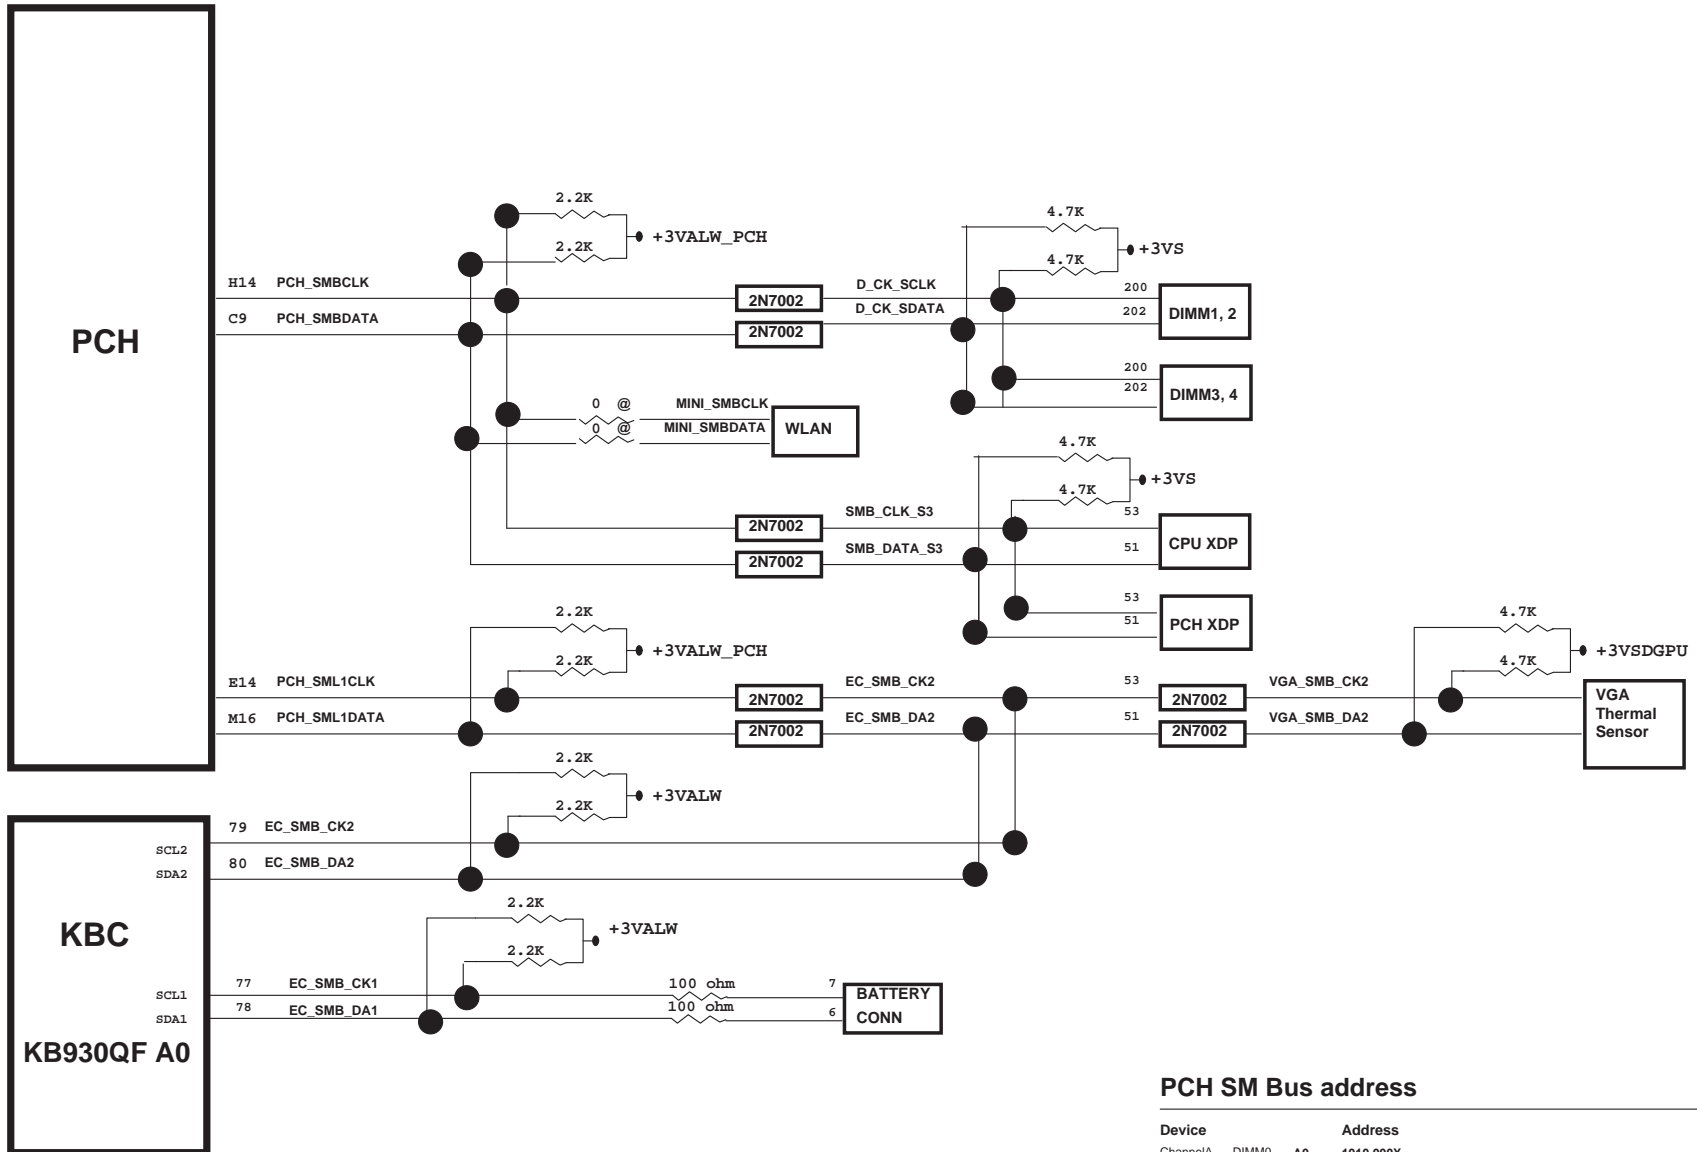 PCH
2.2K
2.2K
+3VALW_PCH
4.7K
4.7K
+3VS
H14 PCH_SMBCLK
C9 PCH_SMBDATA
2N7002
2N7002
D_CK_SCLK
D_CK_SDATA
200
202
DIMM1, 2
200
202
DIMM3, 4
0 @ MINI_SMBCLK
0 @ MINI_SMBDATA
WLAN
4.7K
4.7K
+3VS
2N7002
2N7002
SMB_CLK_S3
SMB_DATA_S3
53
51
CPU XDP
53
51
PCH XDP
2.2K
2.2K
+3VALW_PCH
4.7K
4.7K
+3VSDGPU
E14 PCH_SML1CLK
M16 PCH_SML1DATA
2N7002
2N7002
EC_SMB_CK2
EC_SMB_DA2
53
51
2N7002
2N7002
VGA_SMB_CK2
VGA_SMB_DA2
VGA
Thermal
Sensor
2.2K
2.2K
+3VALW
SCL2 79 EC_SMB_CK2
SDA2 80 EC_SMB_DA2
KBC
2.2K
2.2K
+3VALW
SCL1 77 EC_SMB_CK1
SDA1 78 EC_SMB_DA1
100 ohm
100 ohm
7
6
BATTERY
CONN
KB930QF A0
PCH SM Bus address
Device Address
ChannelA DIMM0 A0 1010 000X